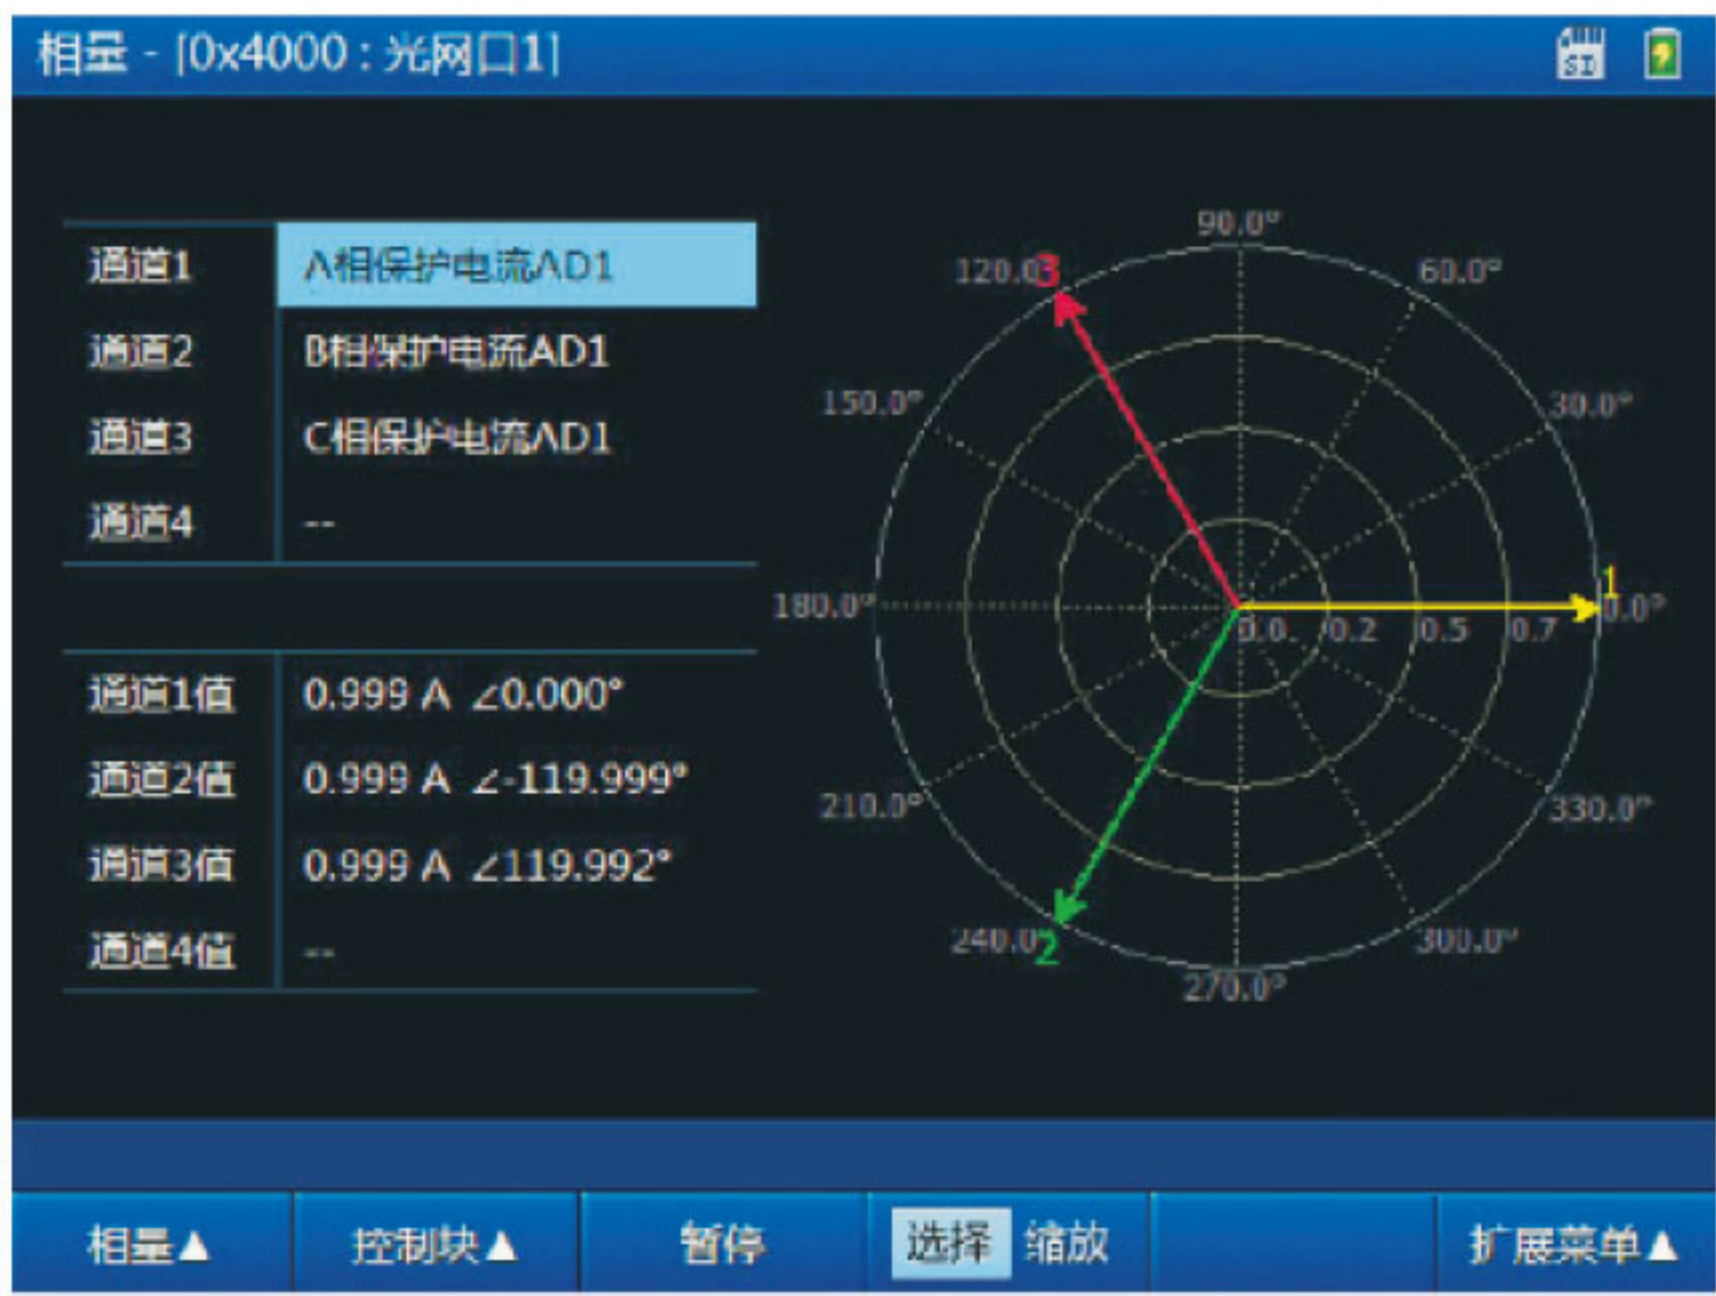 相量 - [0x4000 : 光网口1]
SD
通道1 A相保护电流AD1
通道2 B相保护电流AD1
通道3 C相保护电流AD1
通道4 --
通道1值 0.999 A ∠0.000°
通道2值 0.999 A ∠-119.999°
通道3值 0.999 A ∠119.992°
通道4值 --
90.0°
120.0 3
60.0°
150.0°
30.0°
1
180.0°
0.0°
0.0 0.2 0.5 0.7
210.0°
330.0°
240.0 2
300.0°
270.0°
相量▲ 控制块▲ 暂停 选择 缩放 扩展菜单▲